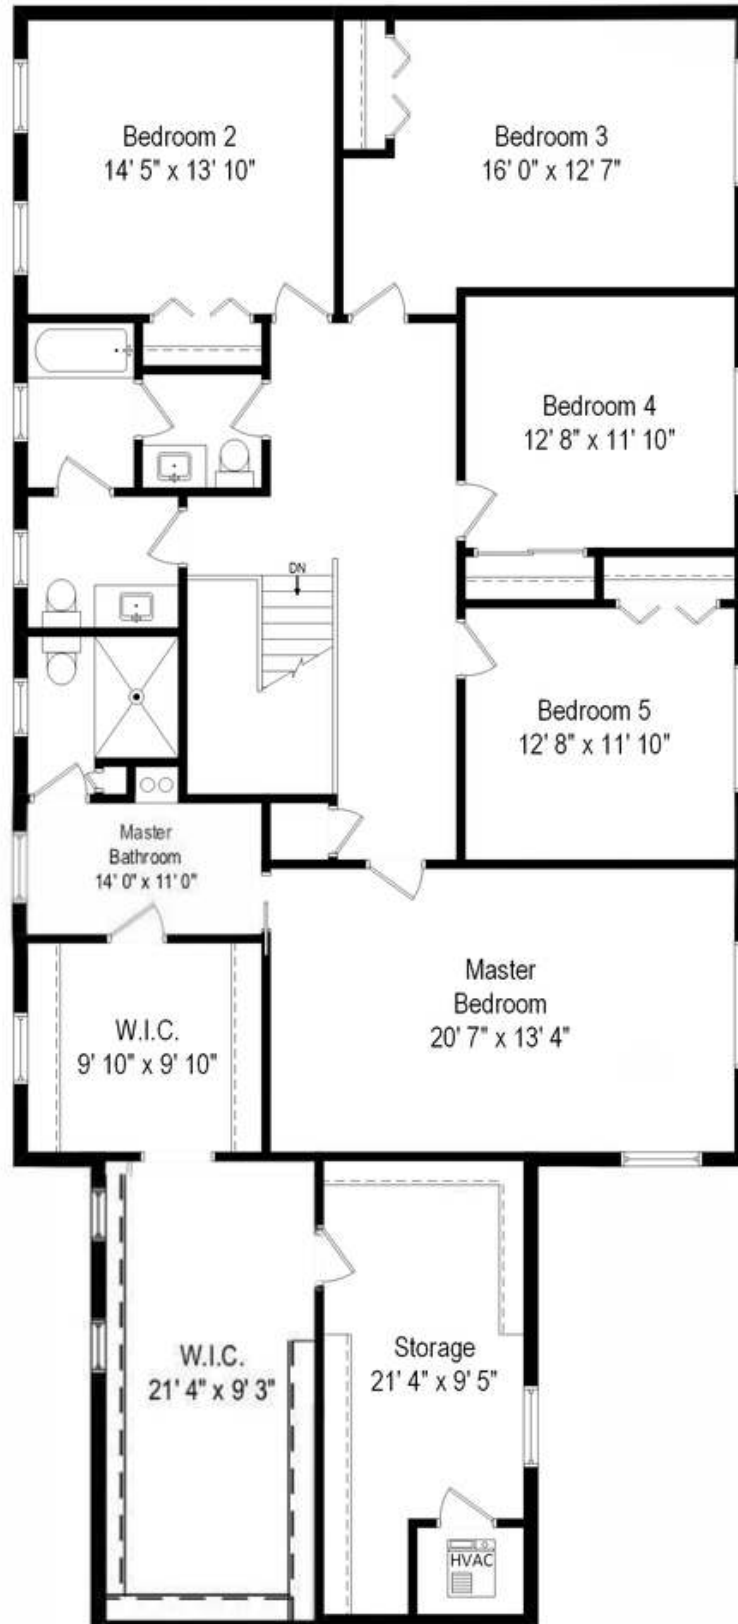 Bedroom 2
14' 5" x 13' 10"
Bedroom 3
16' 0" x 12' 7"
Bedroom 4
12' 8" x 11' 10"
DN
Bedroom 5
12' 8" x 11' 10"
Master
Bathroom
14' 0" x 11' 0"
Master
Bedroom
20' 7" x 13' 4"
W.I.C.
9' 10" x 9' 10"
W.I.C.
21' 4" x 9' 3"
Storage
21' 4" x 9' 5"
HVAC